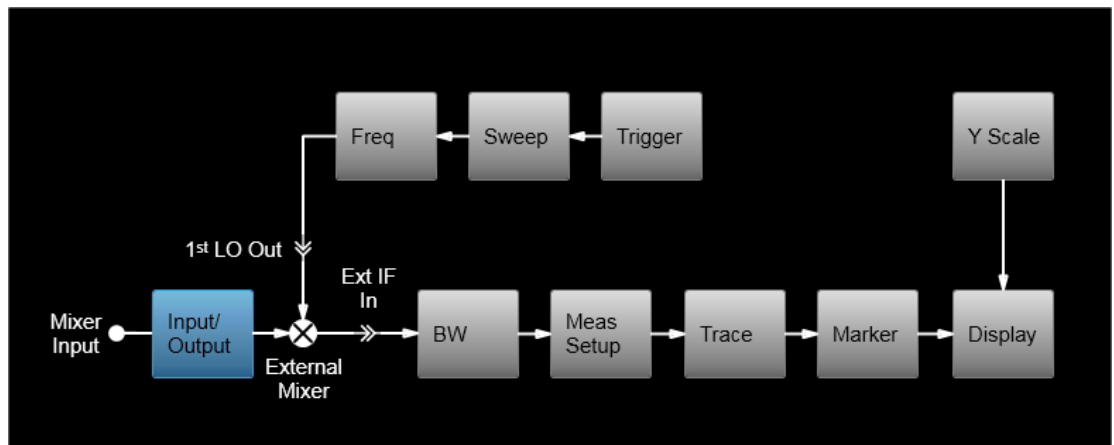 Freq
Sweep
Trigger
Y Scale
1st LO Out
Ext IF
In
Mixer
Input
Input/
Output
External
Mixer
BW
Meas
Setup
Trace
Marker
Display